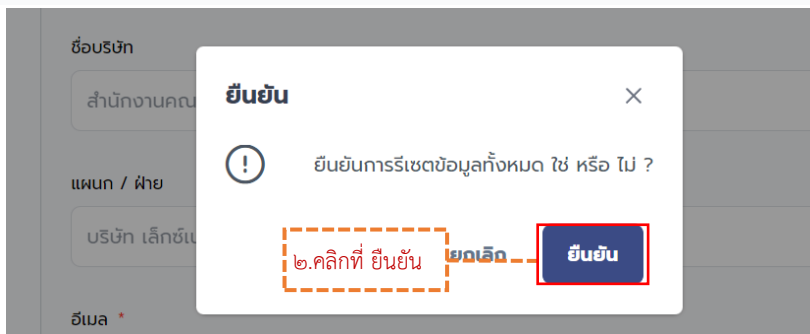 ชื่อบริษัท
สำนักงานคณ
ยืนยัน
ยืนยันการรีเซตข้อมูลทั้งหมด ใช่ หรือ ไม่ ?
แผนก / ฝ่าย
บริษัท เล็กซ์เน
๒.คลิกที่ ยืนยัน
ยกเลิก
ยืนยัน
อีเมล *